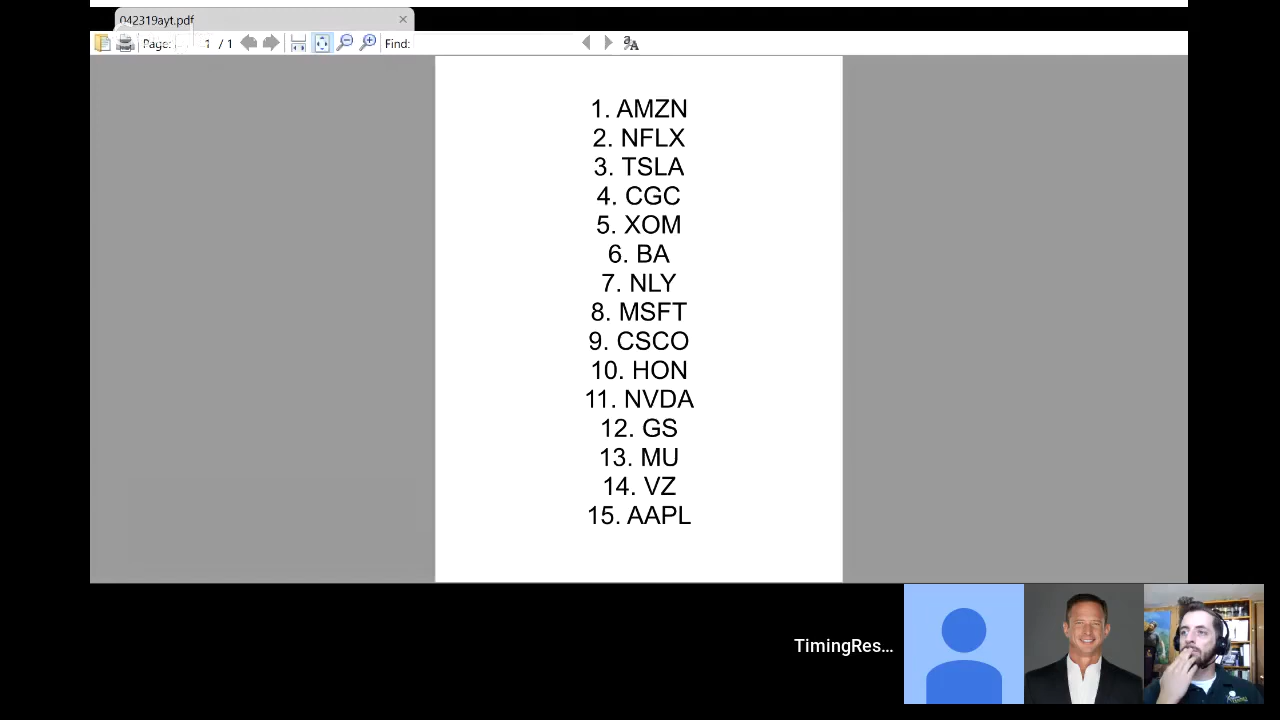 042319ayt.pdf
Page: 1 / 1 Find:
1. AMZN
2. NFLX
3. TSLA
4. CGC
5. XOM
6. BA
7. NLY
8. MSFT
9. CSCO
10. HON
11. NVDA
12. GS
13. MU
14. VZ
15. AAPL
TimingRes...